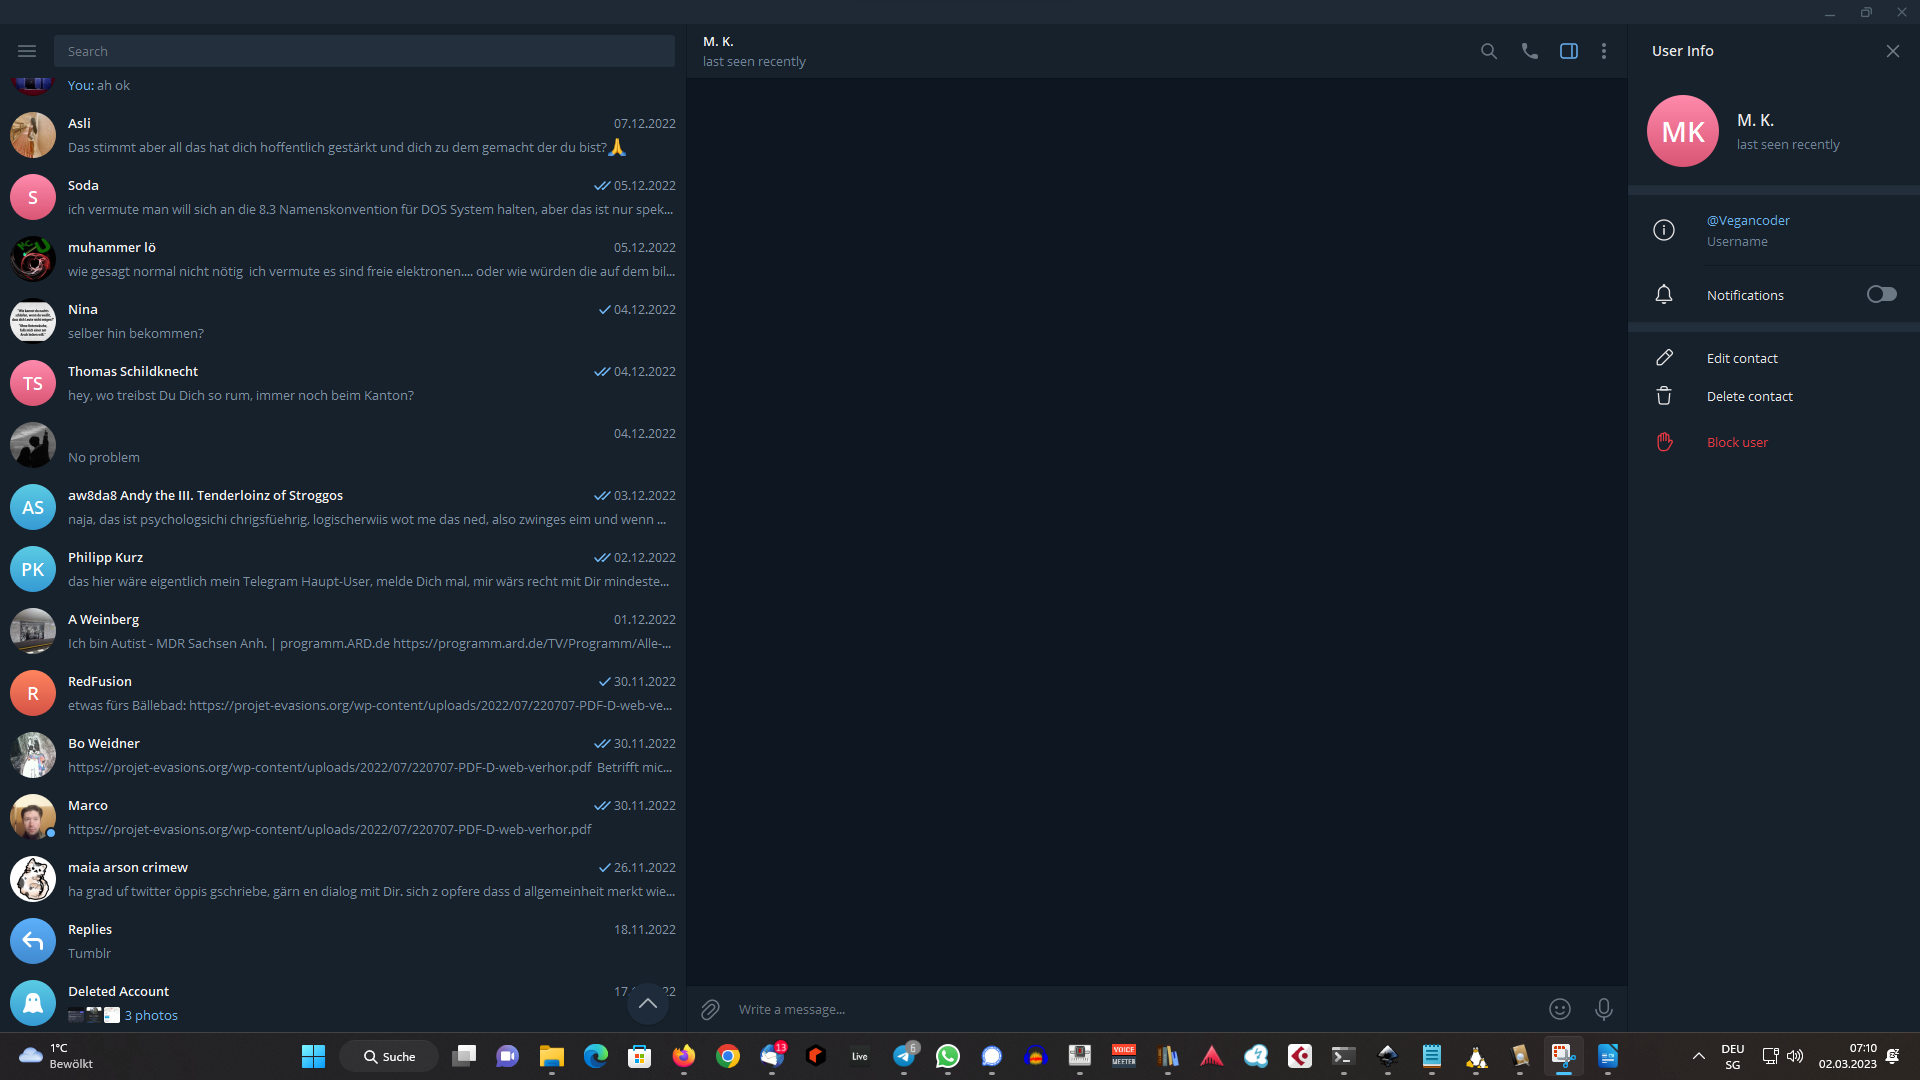 Search
You: ah ok
Asli 07.12.2022
Das stimmt aber all das hat dich hoffentlich gestärkt und dich zu dem gemacht der du bist?🙏
S
Soda 05.12.2022
ich vermute man will sich an die 8.3 Namenskonvention für DOS System halten, aber das ist nur spek...
muhammer lö 05.12.2022
wie gesagt normal nicht nötig ich vermute es sind freie elektronen.... oder wie würden die auf dem bil...
Nina 04.12.2022
selber hin bekommen?
TS
Thomas Schildknecht 04.12.2022
hey, wo treibst Du Dich so rum, immer noch beim Kanton?
04.12.2022
No problem
AS
aw8da8 Andy the III. Tenderloinz of Stroggos 03.12.2022
naja, das ist psychologsichi chrigsfüehrig, logischerwiis wot me das ned, also zwinges eim und wenn ...
PK
Philipp Kurz 02.12.2022
das hier wäre eigentlich mein Telegram Haupt-User, melde Dich mal, mir wärs recht mit Dir mindeste...
A Weinberg 01.12.2022
Ich bin Autist - MDR Sachsen Anh. | programm.ARD.de https://programm.ard.de/TV/Programm/Alle-...
R
RedFusion 30.11.2022
etwas fürs Bällebad: https://projet-evasions.org/wp-content/uploads/2022/07/220707-PDF-D-web-ve...
Bo Weidner 30.11.2022
https://projet-evasions.org/wp-content/uploads/2022/07/220707-PDF-D-web-verhor.pdf Betrifft mic...
Marco 30.11.2022
https://projet-evasions.org/wp-content/uploads/2022/07/220707-PDF-D-web-verhor.pdf
maia arson crimew 26.11.2022
ha grad uf twitter öppis gschriebe, gärn en dialog mit Dir. sich z opfere dass d allgemeinheit merkt wie...
Replies 18.11.2022
Tumblr
Deleted Account
3 photos
M. K.
last seen recently
Write a message...
User Info
MK
M. K.
last seen recently
@Vegancoder
Username
Notifications
Edit contact
Delete contact
Block user
1°C
Bewölkt
Suche
13
Live
6
VOICE
MEETER
DEU
SG
07:10
02.03.2023